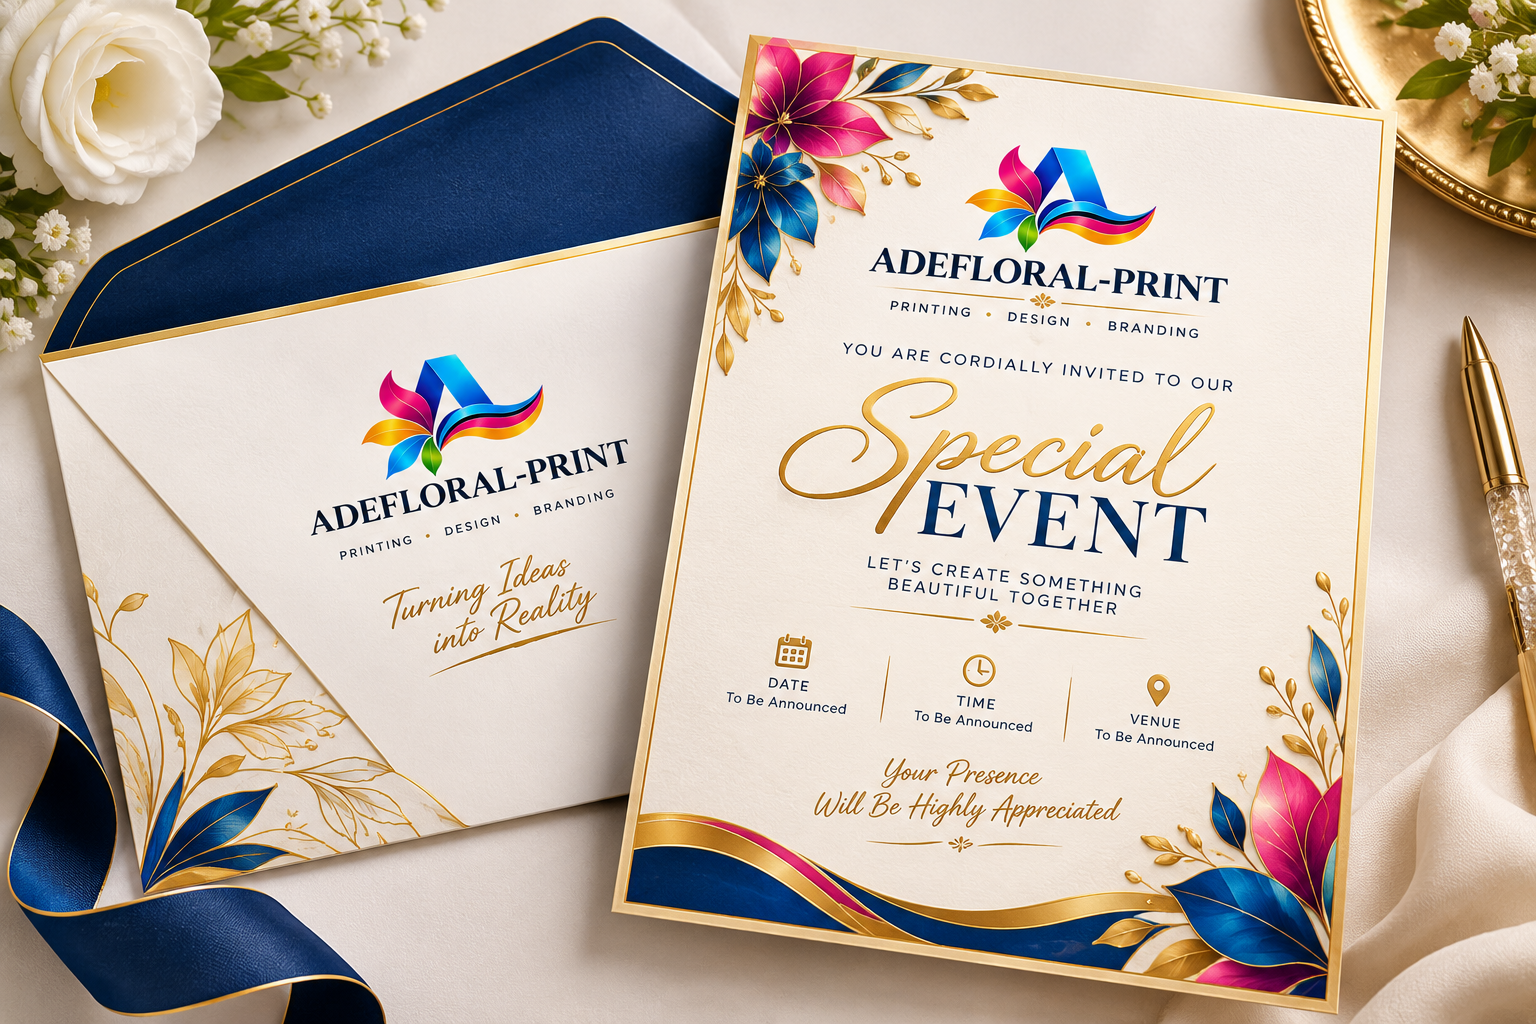 ADEFLORAL-PRINT
PRINTING • DESIGN • BRANDING
Turning Ideas
into Reality
ADEFLORAL-PRINT
PRINTING • DESIGN • BRANDING
YOU ARE CORDIALLY INVITED TO OUR
Special
EVENT
LET'S CREATE SOMETHING
BEAUTIFUL TOGETHER
DATE
To Be Announced
TIME
To Be Announced
VENUE
To Be Announced
Your Presence
Will Be Highly Appreciated